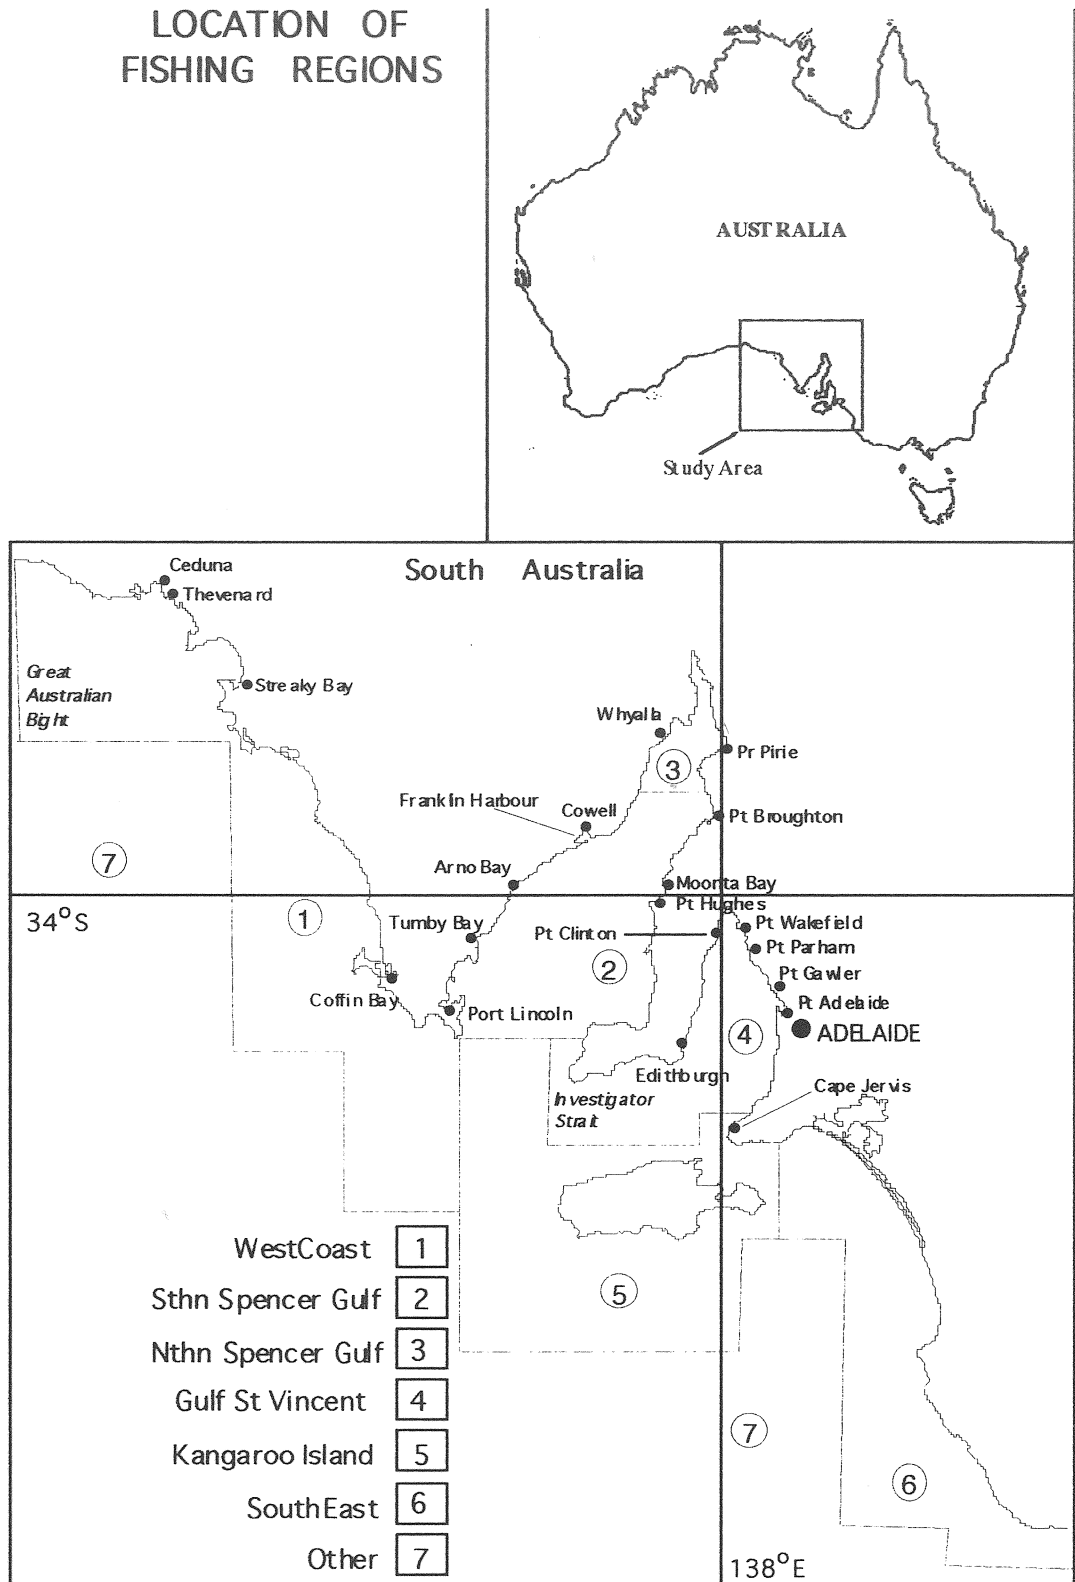 LOCATION OF
FISHING REGIONS
AUSTRALIA
Study Area
South Australia
Ceduna
Thevenard
Great
Australian
Bight
Streaky Bay
Whyalla
3
Pr Pirie
Franklin Harbour
Cowell
Pt Broughton
7
Arno Bay
Moonta Bay
34°S
1
Pt Hughes
Tumby Bay
Pt Clinton
Pt Wakefield
Pt Parham
2
Pt Gawler
Coffin Bay
Port Lincoln
Pt Adelaide
4
ADELAIDE
Edithburgh
Cape Jervis
Investigator
Strait
5
WestCoast 1
Sthn Spencer Gulf 2
Nthn Spencer Gulf 3
Gulf St Vincent 4
Kangaroo Island 5
SouthEast 6
Other 7
7
6
138°E